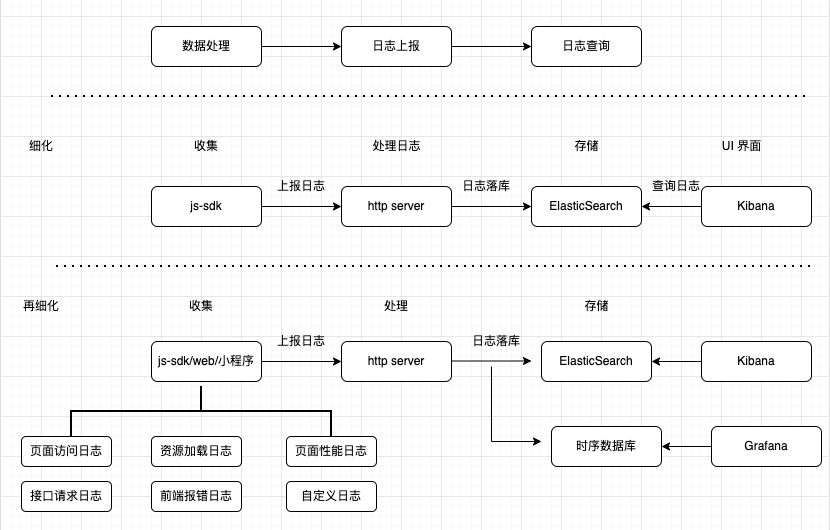 数据处理
日志上报
日志查询
细化
收集
处理日志
存储
UI 界面
js-sdk
上报日志
http server
日志落库
ElasticSearch
查询日志
Kibana
再细化
收集
处理
存储
js-sdk/web/小程序
上报日志
http server
日志落库
ElasticSearch
Kibana
页面访问日志
资源加载日志
页面性能日志
时序数据库
Grafana
接口请求日志
前端报错日志
自定义日志